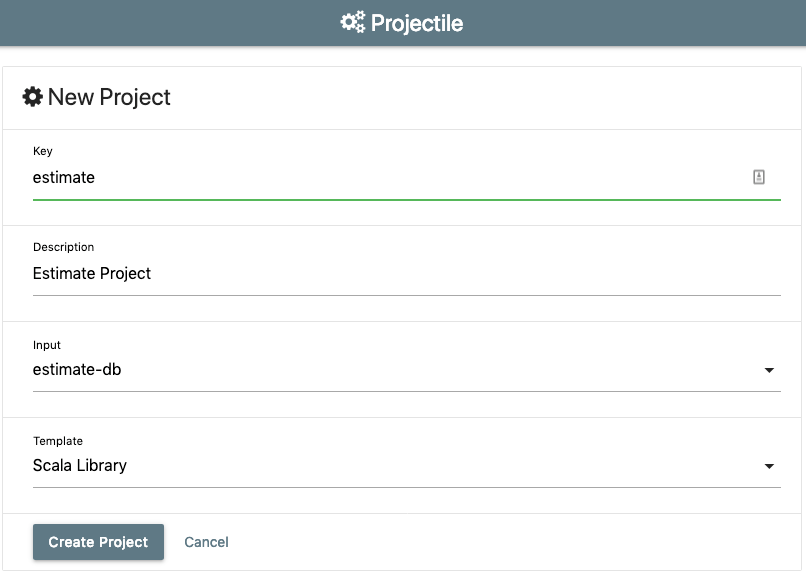 Projectile
New Project
Key
estimate
Description
Estimate Project
Input
estimate-db
Template
Scala Library
Create Project Cancel